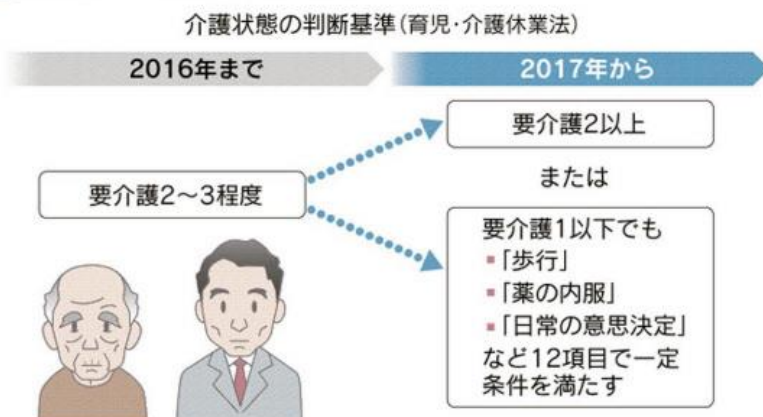 介護状態の判断基準(育児・介護休業法)
2016年まで
2017年から
要介護2〜3程度
要介護2以上
または
要介護1以下でも
▪「歩行」
▪「薬の内服」
▪「日常の意思決定」
など12項目で一定
条件を満たす